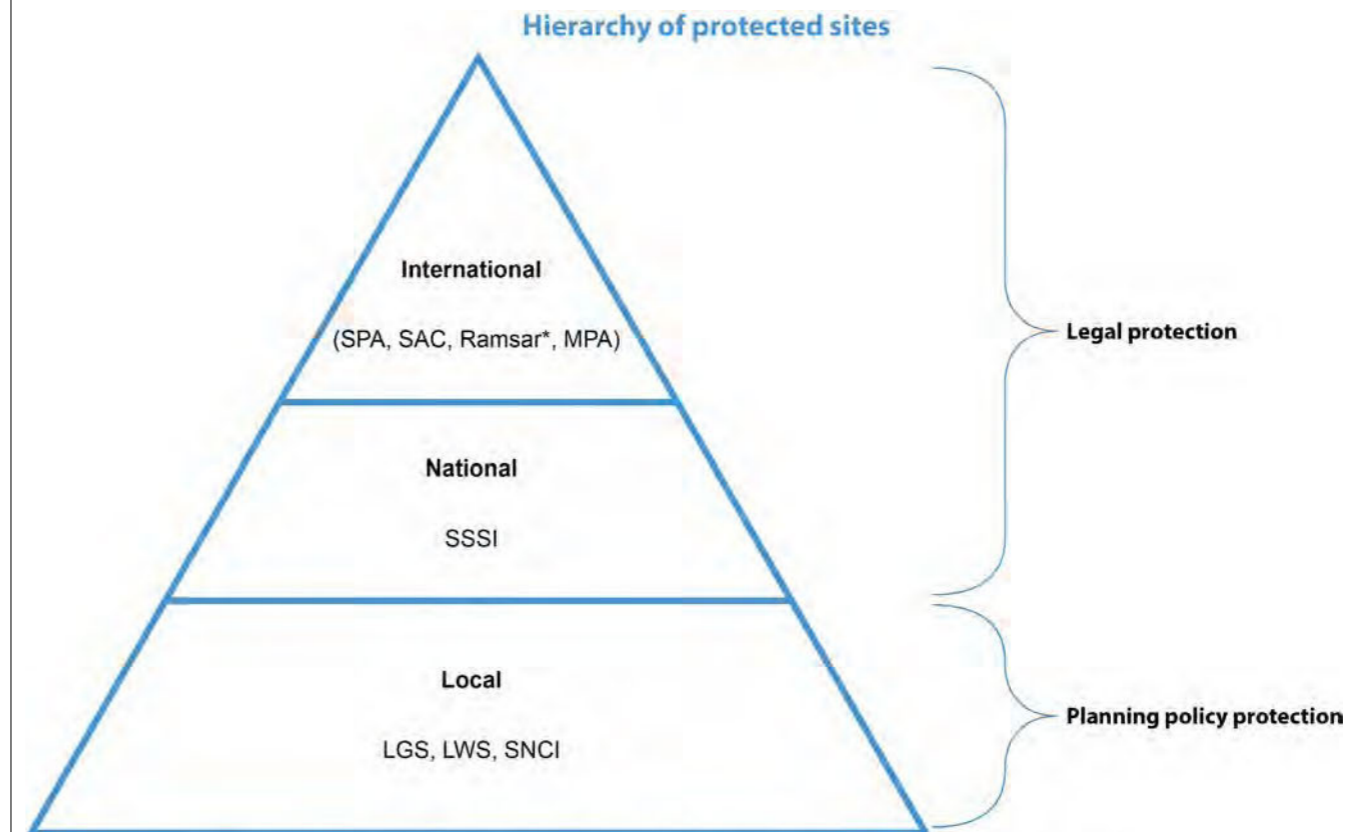 Hierarchy of protected sites
International
(SPA, SAC, Ramsar*, MPA)
Legal protection
National
SSSI
Local
LGS, LWS, SNCI
Planning policy protection